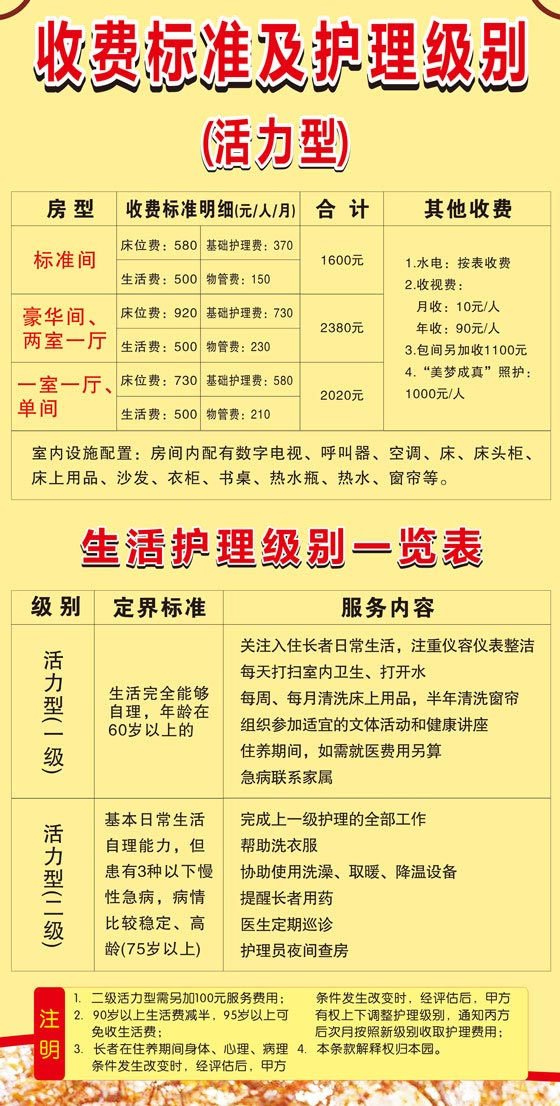 收费标准及护理级别
(活力型)
房型 收费标准明细(元/人/月) 合计 其他收费
标准间
床位费：580 基础护理费：370
生活费：500 物管费：150
1600元
豪华间、
两室一厅
床位费：920 基础护理费：730
生活费：500 物管费：230
2380元
一室一厅、
单间
床位费：730 基础护理费：580
生活费：500 物管费：210
2020元
1.水电：按表收费
2.收视费：
月收：10元/人
年收：90元/人
3.包间另加收1100元
4.“美梦成真”照护：
1000元/人
室内设施配置：房间内配有数字电视、呼叫器、空调、床、床头柜、
床上用品、沙发、衣柜、书桌、热水瓶、热水、窗帘等。
生活护理级别一览表
级别 定界标准 服务内容
活力型(一级)
生活完全能够
自理，年龄在
60岁以上的
关注入住长者日常生活，注重仪容仪表整洁
每天打扫室内卫生、打开水
每周、每月清洗床上用品，半年清洗窗帘
组织参加适宜的文体活动和健康讲座
住养期间，如需就医费用另算
急病联系家属
活力型(二级)
基本日常生活
自理能力，但
患有3种以下慢
性急病，病情
比较稳定、高
龄(75岁以上)
完成上一级护理的全部工作
帮助洗衣服
协助使用洗澡、取暖、降温设备
提醒长者用药
医生定期巡诊
护理员夜间查房
注明
1. 二级活力型需另加100元服务费用；
2. 90岁以上生活费减半，95岁以上可
免收生活费；
3. 长者在住养期间身体、心理、病理
条件发生改变时，经评估后，甲方
条件发生改变时，经评估后，甲方
有权上下调整护理级别，通知丙方
后次月按照新级别收取护理费用；
4. 本条款解释权归本园。